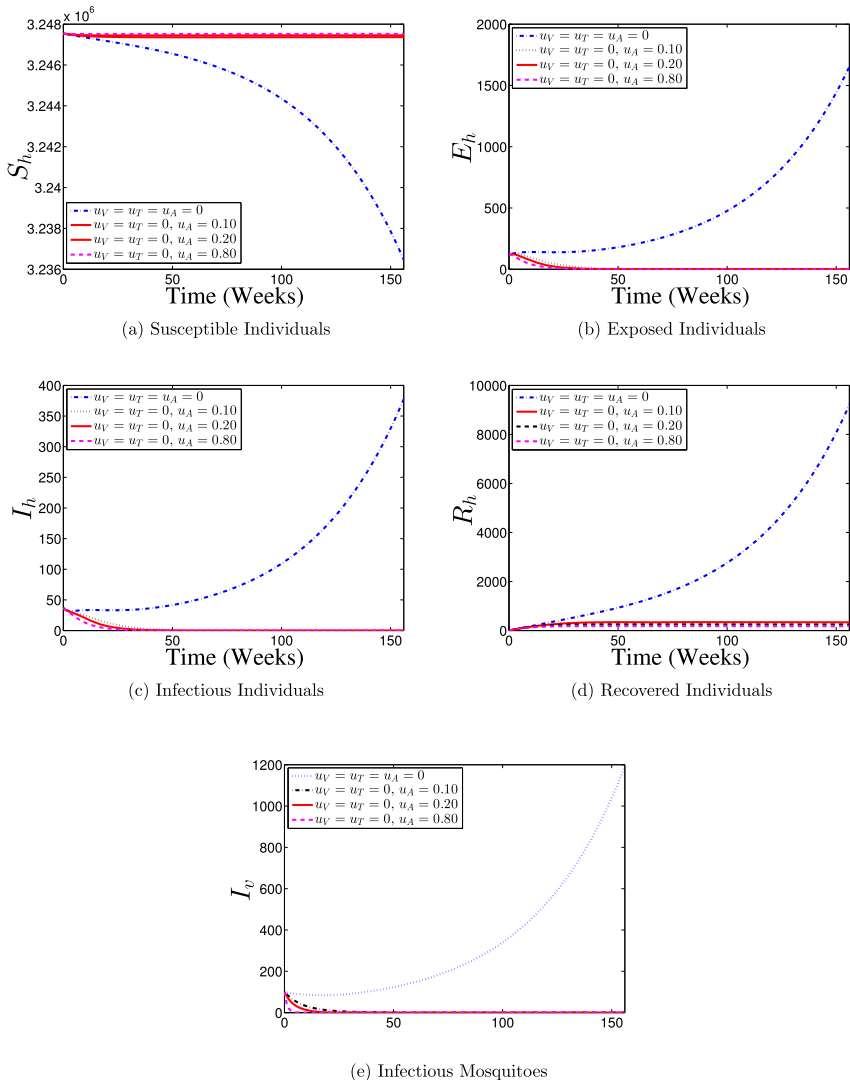 x 10⁶
3.248
3.246
3.244
3.242
3.24
3.238
3.236
S_h
u_V = u_T = u_A = 0
u_V = u_T = 0, u_A = 0.10
u_V = u_T = 0, u_A = 0.20
u_V = u_T = 0, u_A = 0.80
0 50 100 150
Time (Weeks)
(a) Susceptible Individuals
2000
1500
1000
500
0
E_h
u_V = u_T = u_A = 0
u_V = u_T = 0, u_A = 0.10
u_V = u_T = 0, u_A = 0.20
u_V = u_T = 0, u_A = 0.80
0 50 100 150
Time (Weeks)
(b) Exposed Individuals
400
350
300
250
200
150
100
50
0
I_h
u_V = u_T = u_A = 0
u_V = u_T = 0, u_A = 0.10
u_V = u_T = 0, u_A = 0.20
u_V = u_T = 0, u_A = 0.80
0 50 100 150
Time (Weeks)
(c) Infectious Individuals
10000
8000
6000
4000
2000
0
R_h
u_V = u_T = u_A = 0
u_V = u_T = 0, u_A = 0.10
u_V = u_T = 0, u_A = 0.20
u_V = u_T = 0, u_A = 0.80
0 50 100 150
Time (Weeks)
(d) Recovered Individuals
1200
1000
800
600
400
200
0
I_v
u_V = u_T = u_A = 0
u_V = u_T = 0, u_A = 0.10
u_V = u_T = 0, u_A = 0.20
u_V = u_T = 0, u_A = 0.80
0 50 100 150
(e) Infectious Mosquitoes